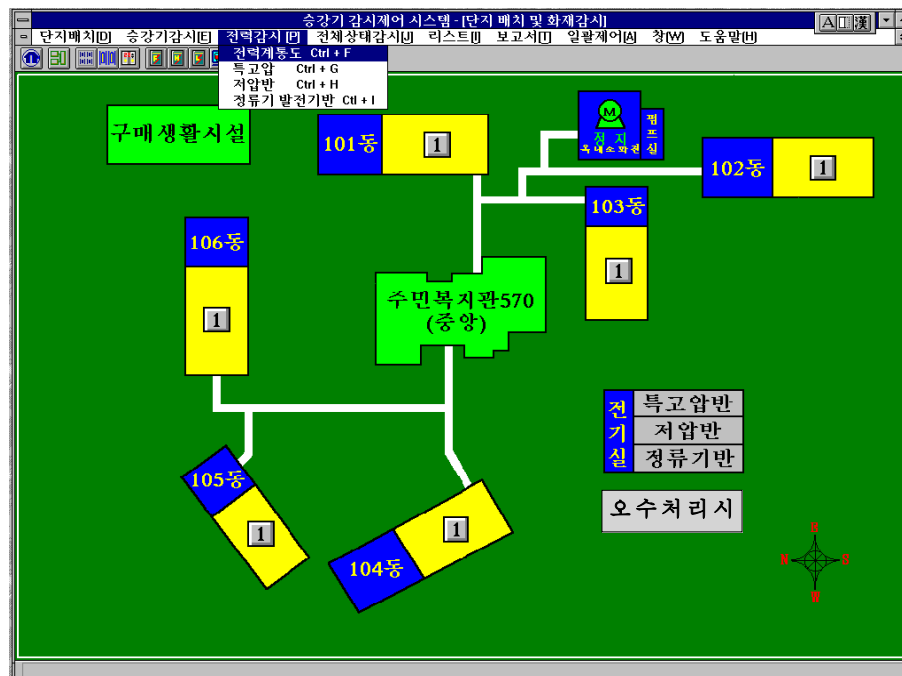 승강기 감시제어 시스템 - [단지 배치 및 화재감시]
A 漢
단지배치[D] 승강기감시[E] 전력감시 [P] 전체상태감시[J] 리스트[I] 보고서[T] 일괄제어[A] 창[W] 도움말[H]
전력계통도 Ctrl + F
특고압 Ctrl + G
저압반 Ctrl + H
정류기 발전기반 Ctl + I
구매생활시설
101동 1
M
정 지
옥내소화전
펌프실
102동 1
103동
1
106동
1
주민복지관570
(중앙)
전기실
특고압반
저압반
정류기반
오수처리시
105동
1
104동 1
N
S
W